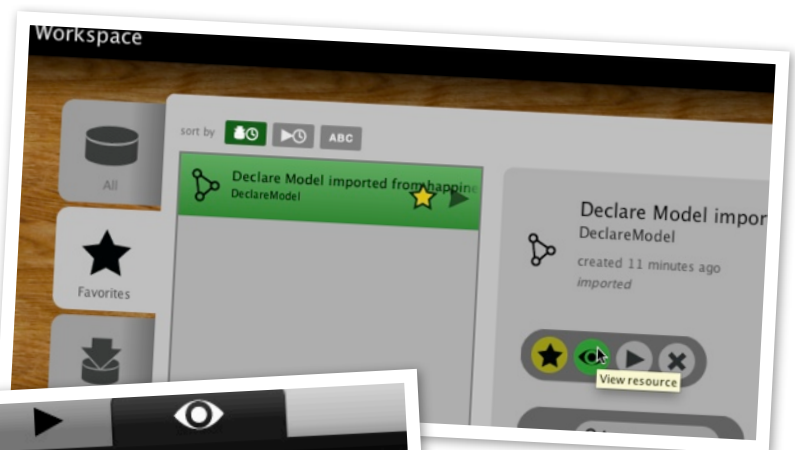 Workspace
sort by
ABC
All
Declare Model imported from happin
DeclareModel
Favorites
Declare Model impor
DeclareModel
created 11 minutes ago
imported
View resource